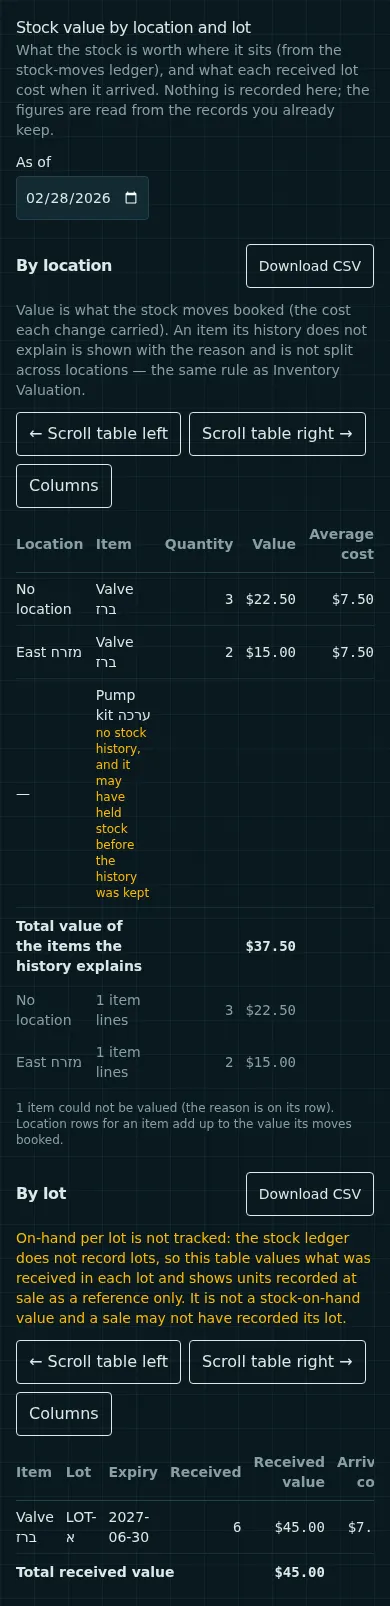 Stock value by location and lot
What the stock is worth where it sits (from the
stock-moves ledger), and what each received lot
cost when it arrived. Nothing is recorded here; the
figures are read from the records you already
keep.
As of
02/28/2026
By location
Download CSV
Value is what the stock moves booked (the cost
each change carried). An item its history does not
explain is shown with the reason and is not split
across locations — the same rule as Inventory
Valuation.
← Scroll table left
Scroll table right →
Columns
Location Item Quantity Value Average
cost
No
location
Valve
ברז
3 $22.50 $7.50
East מזרח
Valve
ברז
2 $15.00 $7.50
—
Pump
kit ערכה
no stock
history,
and it
may
have
held
stock
before
the
history
was kept
Total value of
the items the
history explains
$37.50
No
location
1 item
lines
3 $22.50
East מזרח
1 item
lines
2 $15.00
1 item could not be valued (the reason is on its row).
Location rows for an item add up to the value its moves
booked.
By lot
Download CSV
On-hand per lot is not tracked: the stock ledger
does not record lots, so this table values what was
received in each lot and shows units recorded at
sale as a reference only. It is not a stock-on-hand
value and a sale may not have recorded its lot.
← Scroll table left
Scroll table right →
Columns
Item Lot Expiry Received Received
value
Valve
ברז
LOT-
א
2027-
06-30
6 $45.00
Total received value $45.00